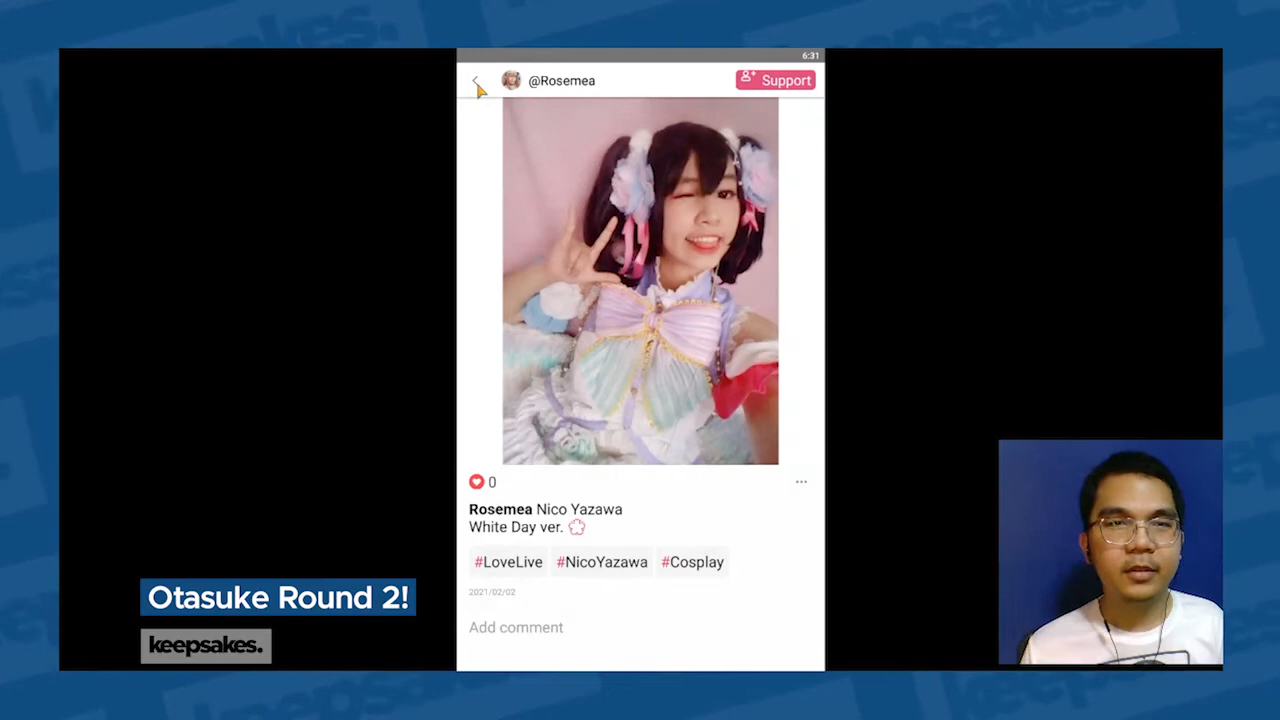 6:31
@Rosemea
Support
0
Rosemea Nico Yazawa
White Day ver.
#LoveLive #NicoYazawa #Cosplay
2021/02/02
Add comment
Otasuke Round 2!
keepsakes.